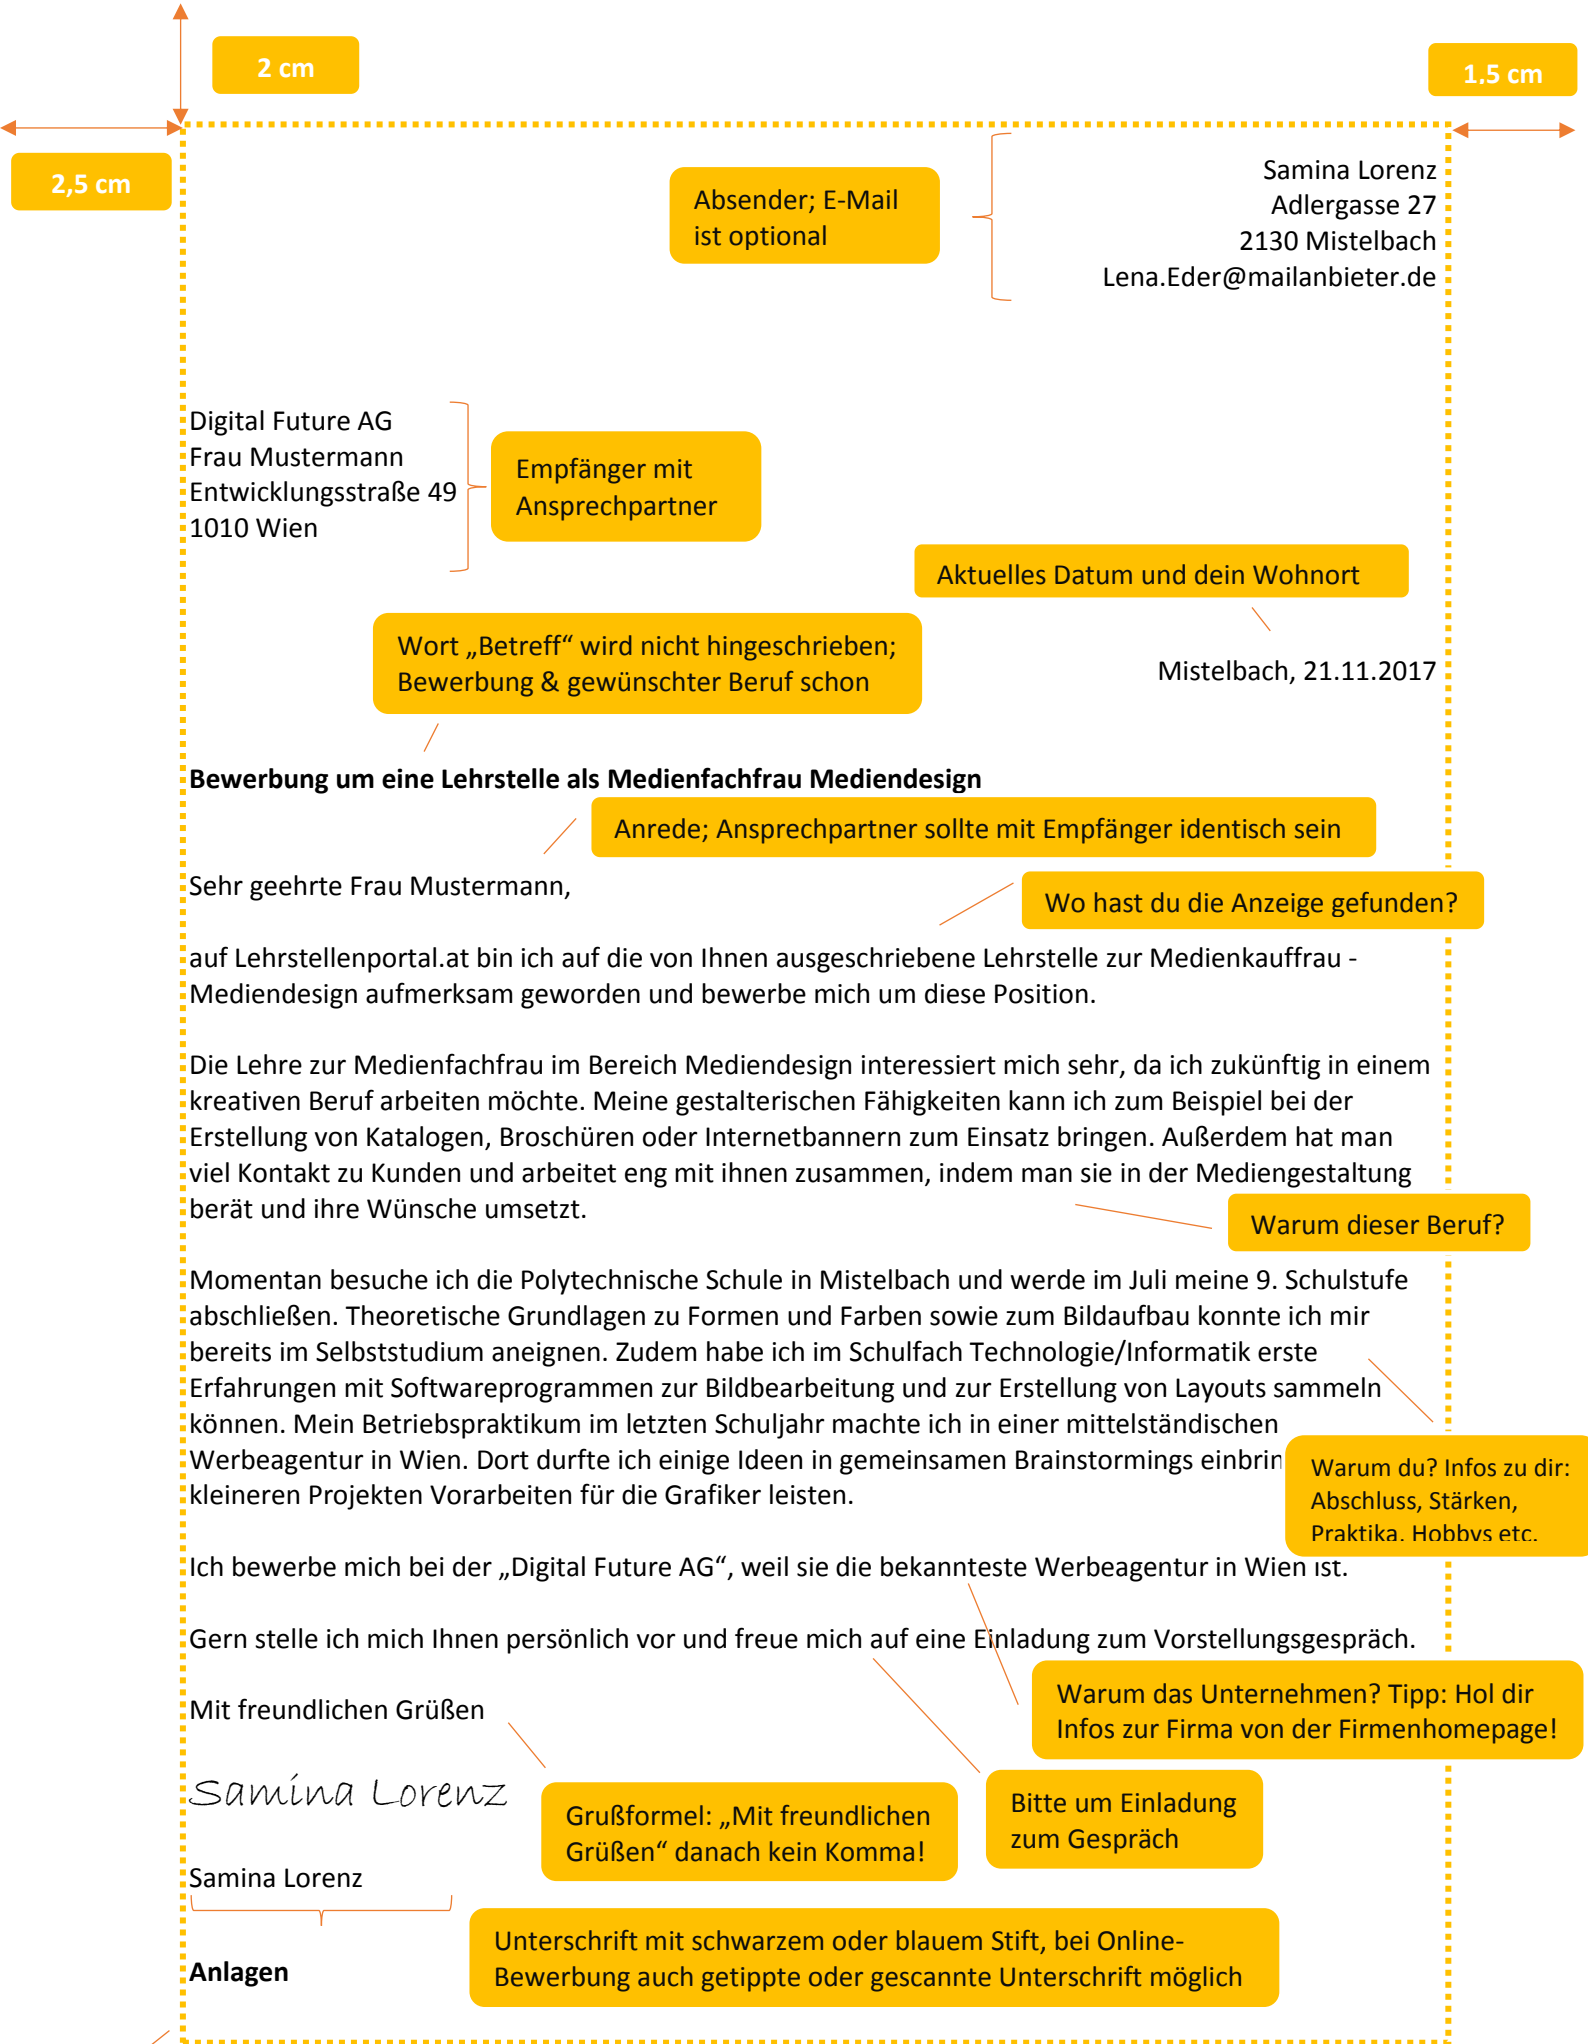 2 cm
1,5 cm
2,5 cm
Absender; E-Mail
ist optional
Samina Lorenz
Adlergasse 27
2130 Mistelbach
Lena.Eder@mailanbieter.de
Digital Future AG
Frau Mustermann
Entwicklungsstraße 49
1010 Wien
Empfänger mit
Ansprechpartner
Aktuelles Datum und dein Wohnort
Wort „Betreff“ wird nicht hingeschrieben;
Bewerbung & gewünschter Beruf schon
Mistelbach, 21.11.2017
Bewerbung um eine Lehrstelle als Medienfachfrau Mediendesign
Anrede; Ansprechpartner sollte mit Empfänger identisch sein
Sehr geehrte Frau Mustermann,
Wo hast du die Anzeige gefunden?
auf Lehrstellenportal.at bin ich auf die von Ihnen ausgeschriebene Lehrstelle zur Medienkauffrau -
Mediendesign aufmerksam geworden und bewerbe mich um diese Position.
Die Lehre zur Medienfachfrau im Bereich Mediendesign interessiert mich sehr, da ich zukünftig in einem
kreativen Beruf arbeiten möchte. Meine gestalterischen Fähigkeiten kann ich zum Beispiel bei der
Erstellung von Katalogen, Broschüren oder Internetbannern zum Einsatz bringen. Außerdem hat man
viel Kontakt zu Kunden und arbeitet eng mit ihnen zusammen, indem man sie in der Mediengestaltung
berät und ihre Wünsche umsetzt.
Warum dieser Beruf?
Momentan besuche ich die Polytechnische Schule in Mistelbach und werde im Juli meine 9. Schulstufe
abschließen. Theoretische Grundlagen zu Formen und Farben sowie zum Bildaufbau konnte ich mir
bereits im Selbststudium aneignen. Zudem habe ich im Schulfach Technologie/Informatik erste
Erfahrungen mit Softwareprogrammen zur Bildbearbeitung und zur Erstellung von Layouts sammeln
können. Mein Betriebspraktikum im letzten Schuljahr machte ich in einer mittelständischen
Werbeagentur in Wien. Dort durfte ich einige Ideen in gemeinsamen Brainstormings
kleineren Projekten Vorarbeiten für die Grafiker leisten.
Warum du? Infos zu dir:
Abschluss, Stärken,
Praktika, Hobbys etc.
Ich bewerbe mich bei der „Digital Future AG“, weil sie die bekannteste Werbeagentur in Wien ist.
Gern stelle ich mich Ihnen persönlich vor und freue mich auf eine Einladung zum Vorstellungsgespräch.
Warum das Unternehmen? Tipp: Hol dir
Infos zur Firma von der Firmenhomepage!
Mit freundlichen Grüßen
Samina Lorenz
Grußformel: „Mit freundlichen
Grüßen“ danach kein Komma!
Bitte um Einladung
zum Gespräch
Samina Lorenz
Unterschrift mit schwarzem oder blauem Stift, bei Online-
Bewerbung auch getippte oder gescannte Unterschrift möglich
Anlagen